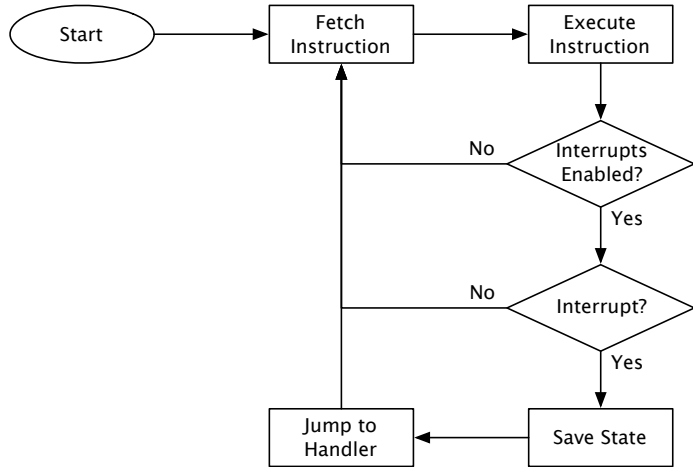 Start
Fetch
Instruction
Execute
Instruction
No
Interrupts
Enabled?
Yes
No
Interrupt?
Yes
Jump to
Handler
Save State